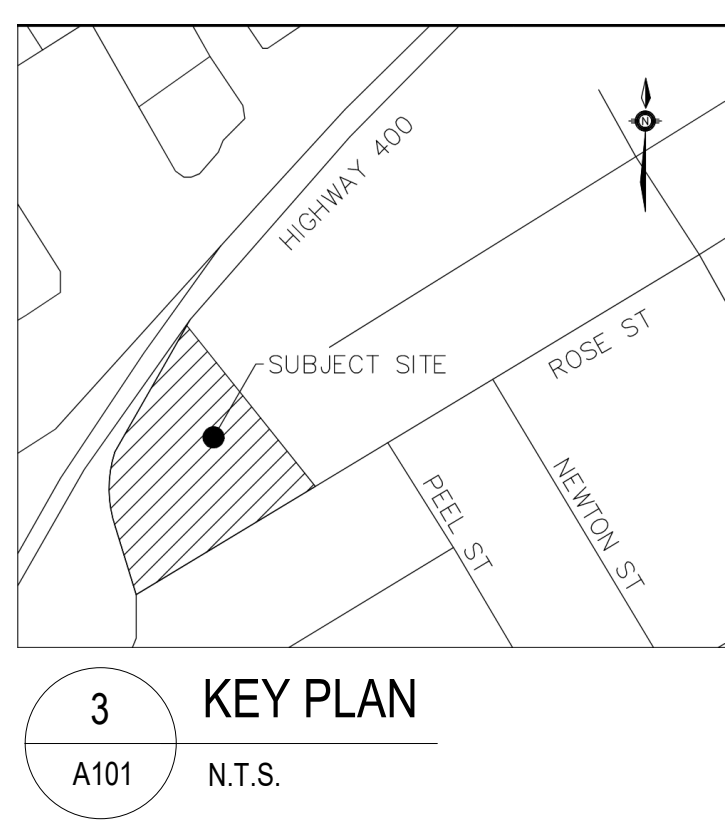 HIGHWAY 400
N
SUBJECT SITE
ROSE ST
PEEL ST
NEWTON ST
3
KEY PLAN
A101
N.T.S.